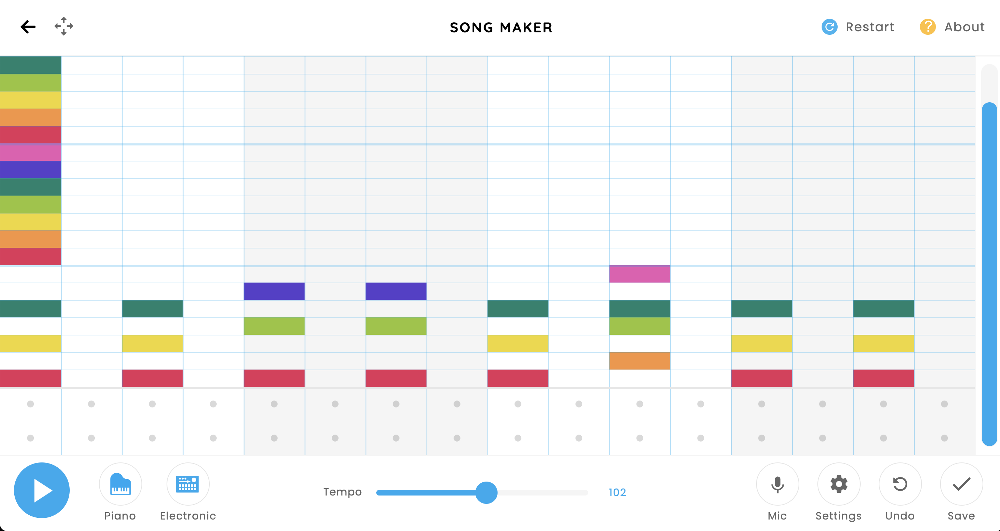 SONG MAKER
Restart
? About
Tempo
102
Piano
Electronic
Mic
Settings
Undo
Save